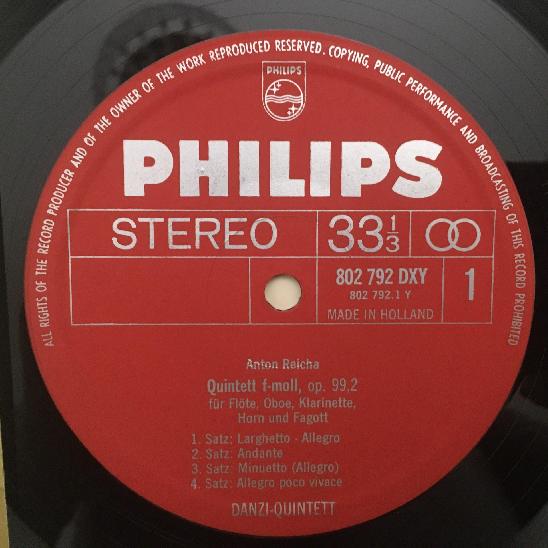 ALL RIGHTS OF THE RECORD PRODUCER AND OF THE OWNER OF THE WORK REPRODUCED RESERVED. COPYING, PUBLIC PERFORMANCE AND BROADCASTING OF THIS RECORD PROHIBITED
PHILIPS
PHILIPS
STEREO 33 1/3
802 792 DXY 1
802 792.1 Y
MADE IN HOLLAND
Anton Reicha
Quintett f-moll, op. 99,2
für Flöte, Oboe, Klarinette,
Horn und Fagott
1. Satz: Larghetto - Allegro
2. Satz: Andante
3. Satz: Minuetto (Allegro)
4. Satz: Allegro poco vivace
DANZI-QUINTETT